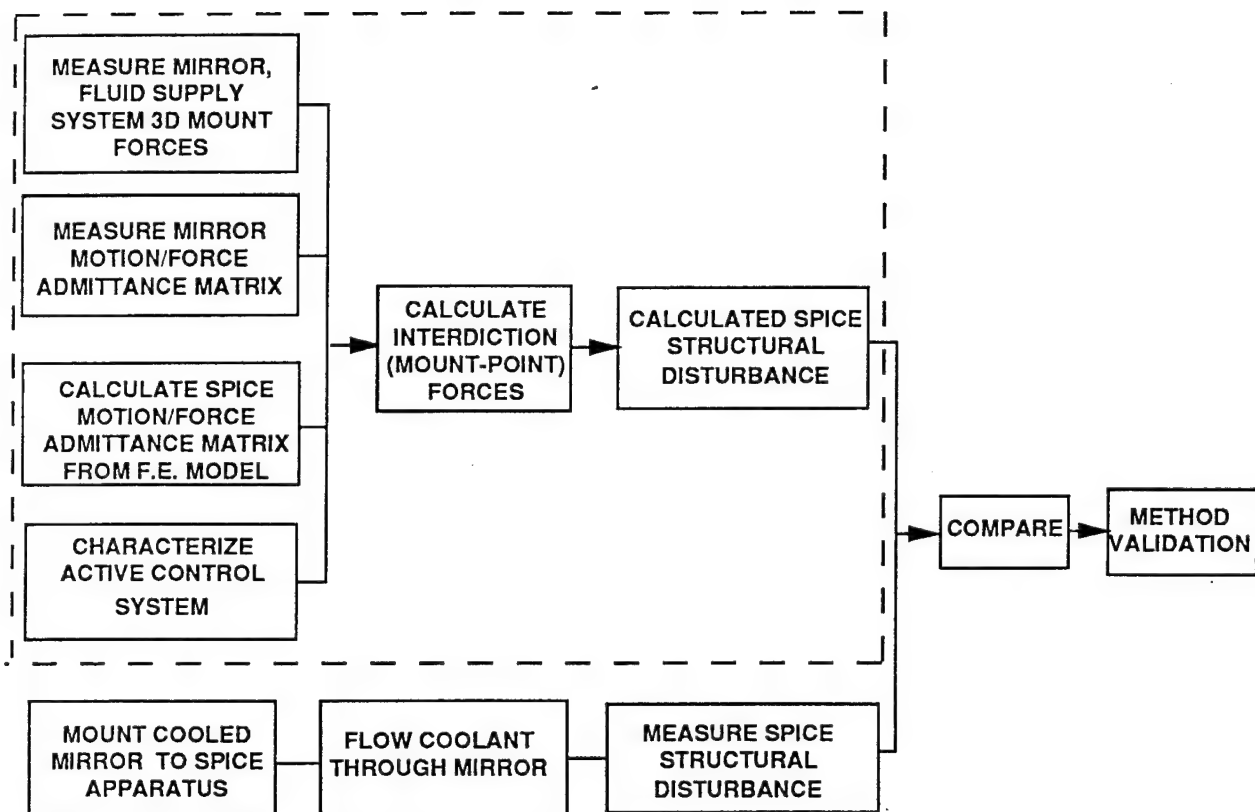 MEASURE MIRROR,
FLUID SUPPLY
SYSTEM 3D MOUNT
FORCES
MEASURE MIRROR
MOTION/FORCE
ADMITTANCE MATRIX
CALCULATE SPICE
MOTION/FORCE
ADMITTANCE MATRIX
FROM F.E. MODEL
CHARACTERIZE
ACTIVE CONTROL
SYSTEM
CALCULATE
INTERDICTION
(MOUNT-POINT)
FORCES
CALCULATED SPICE
STRUCTURAL
DISTURBANCE
MOUNT COOLED
MIRROR TO SPICE
APPARATUS
FLOW COOLANT
THROUGH MIRROR
MEASURE SPICE
STRUCTURAL
DISTURBANCE
COMPARE
METHOD
VALIDATION